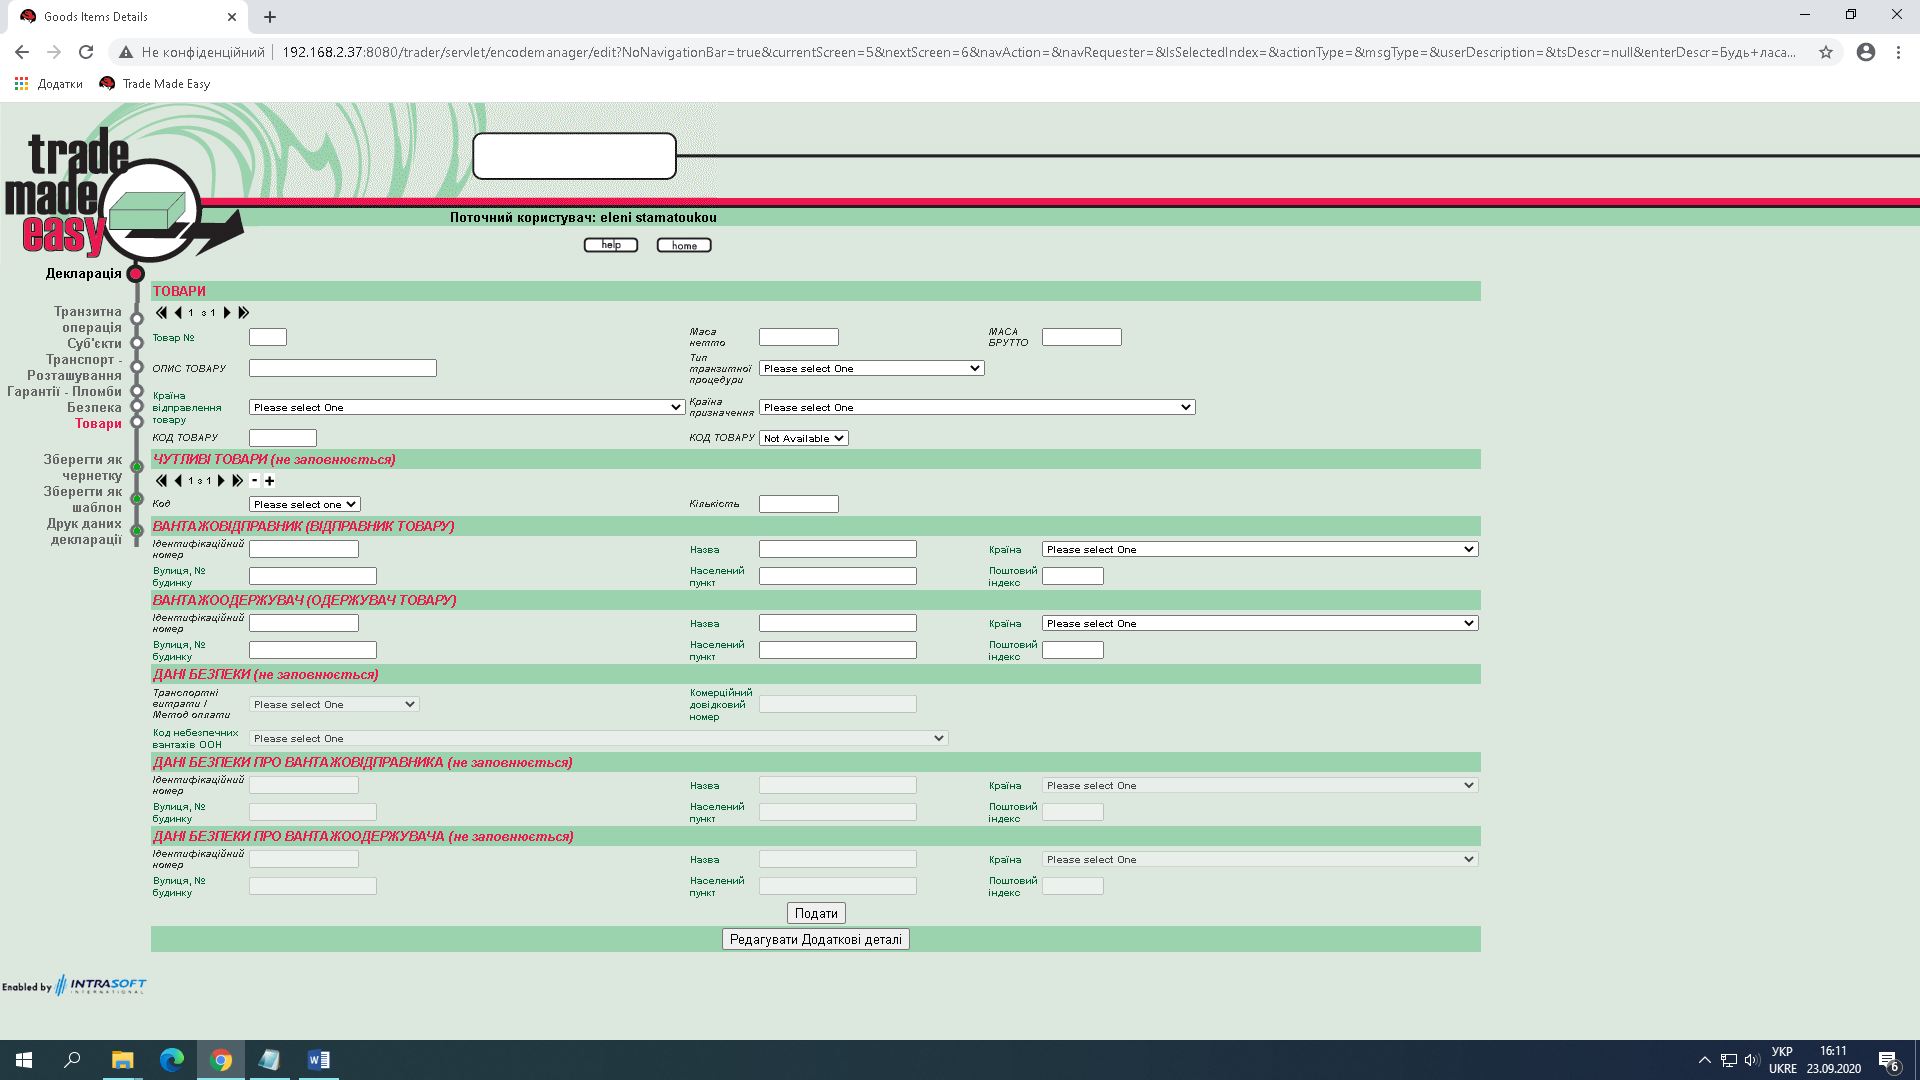 Goods Items Details
Не конфіденційний 192.168.2.37:8080/trader/servlet/encodemanager/edit?NoNavigationBar=true&currentScreen=5&nextScreen=6&navAction=&navRequester=&lsSelectedIndex=&actionType=&msgType=&userDescription=&tsDescr=null&enterDescr=Будь+ласа...
Додатки Trade Made Easy
trade
made
easy
Поточний користувач: eleni stamatoukou
help home
Декларація
Транзитна
операція
Суб'єкти
Транспорт -
Розташування
Гарантії - Пломби
Безпека
Товари
Зберегти як
чернетку
Зберегти як
шаблон
Друк даних
декларації
ТОВАРИ
1 з 1
Товар №
Маса
нетто
МАСА
БРУТТО
ОПИС ТОВАРУ
Тип
транзитної
процедури
Please select One
Країна
відправлення
товару
Please select One
Країна
призначення
Please select One
КОД ТОВАРУ
КОД ТОВАРУ Not Available
ЧУТЛИВІ ТОВАРИ (не заповнюється)
1 з 1 - +
Код Please select one Кількість
ВАНТАЖОВІДПРАВНИК (ВІДПРАВНИК ТОВАРУ)
Ідентифікаційний
номер
Назва Країна Please select One
Вулиця, №
будинку
Населений
пункт
Поштовий
індекс
ВАНТАЖООДЕРЖУВАЧ (ОДЕРЖУВАЧ ТОВАРУ)
Ідентифікаційний
номер
Назва Країна Please select One
Вулиця, №
будинку
Населений
пункт
Поштовий
індекс
ДАНІ БЕЗПЕКИ (не заповнюється)
Транспортні
витрати /
Метод оплати
Please select One
Комерційний
довідковий
номер
Код небезпечних
вантажів ООН
Please select One
ДАНІ БЕЗПЕКИ ПРО ВАНТАЖОВІДПРАВНИКА (не заповнюється)
Ідентифікаційний
номер
Назва Країна Please select One
Вулиця, №
будинку
Населений
пункт
Поштовий
індекс
ДАНІ БЕЗПЕКИ ПРО ВАНТАЖООДЕРЖУВАЧА (не заповнюється)
Ідентифікаційний
номер
Назва Країна Please select One
Вулиця, №
будинку
Населений
пункт
Поштовий
індекс
Подати
Редагувати Додаткові деталі
Enabled by INTRASOFT
INTERNATIONAL
УКР
UKRE
16:11
23.09.2020
6